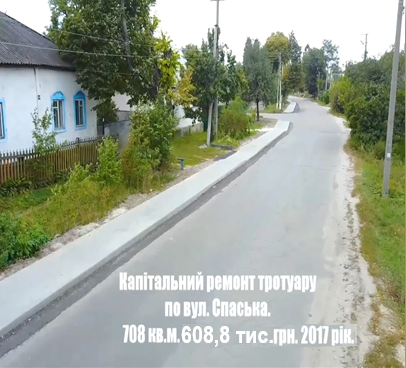 Капітальний ремонт тротуару
по вул. Спаська.
708 кв.м. 608,8 тис.грн. 2017 рік.